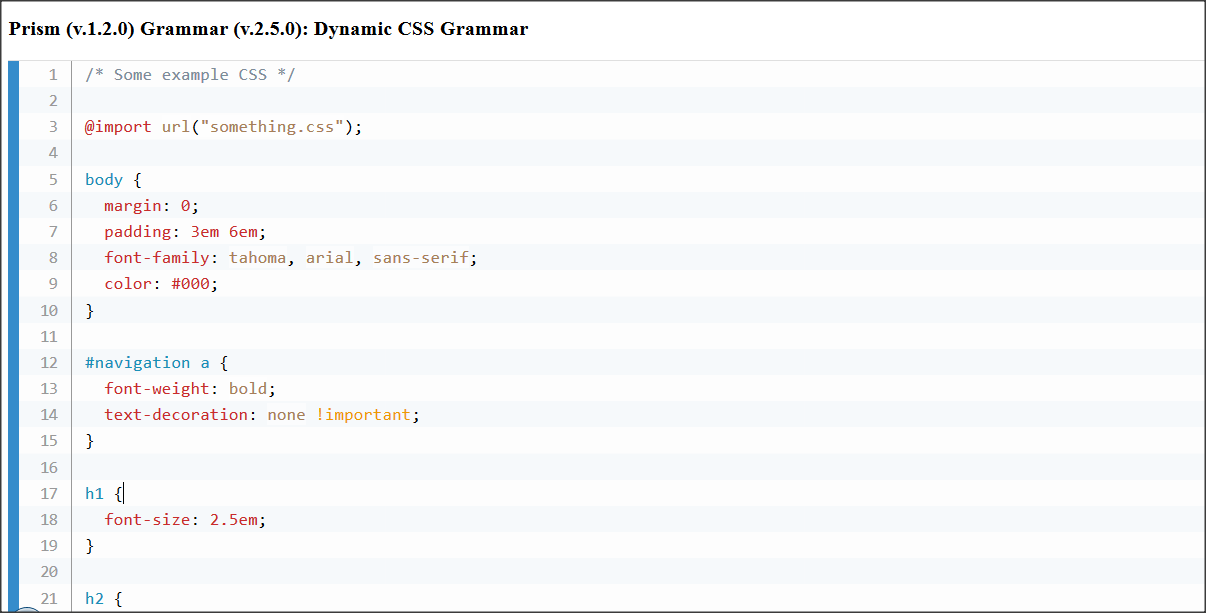 Prism (v.1.2.0) Grammar (v.2.5.0): Dynamic CSS Grammar
1 /* Some example CSS */
2
3 @import url("something.css");
4
5 body {
6   margin: 0;
7   padding: 3em 6em;
8   font-family: tahoma, arial, sans-serif;
9   color: #000;
10 }
11
12 #navigation a {
13   font-weight: bold;
14   text-decoration: none !important;
15 }
16
17 h1 {
18   font-size: 2.5em;
19 }
20
21 h2 {